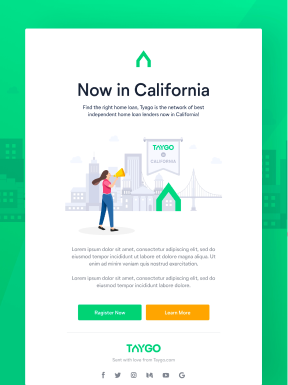 Now in California
Find the right home loan, Tyago is the network of best
independent home loan lenders now in California!
TAYGO
CALIFORNIA
Lorem ipsum dolor sit amet, consectetur adipiscing elit, sed do
eiusmod tempor incididunt ut labore et dolore magna aliqua. Ut
enim ad minim veniam quis nostrud exercitation.
Lorem ipsum dolor sit amet, consectetur adipiscing elit, sed do
eiusmod tempor incididunt ut labore.
Register Now
Learn More
TAYGO
Sent with love from Taygo.com